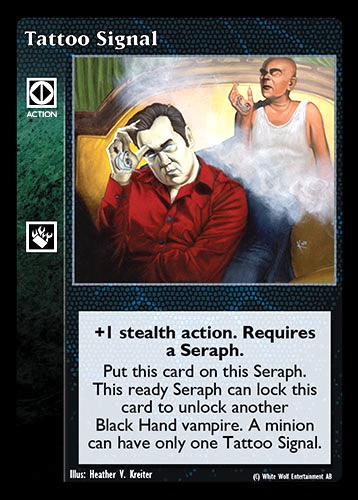 Tattoo Signal
ACTION
+1 stealth action. Requires
a Seraph.
Put this card on this Seraph.
This ready Seraph can lock this
card to unlock another
Black Hand vampire. A minion
can have only one Tattoo Signal.
Illus: Heather V. Kreiter
(C) White Wolf Entertainment AB